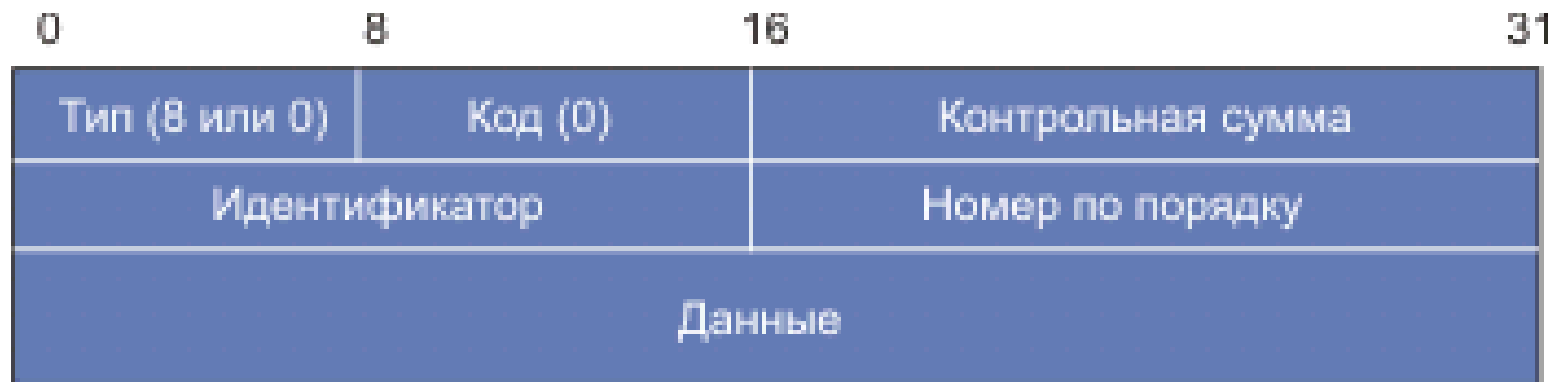 0 8 16 31
Тип (8 или 0) Код (0) Контрольная сумма
Идентификатор Номер по порядку
Данные